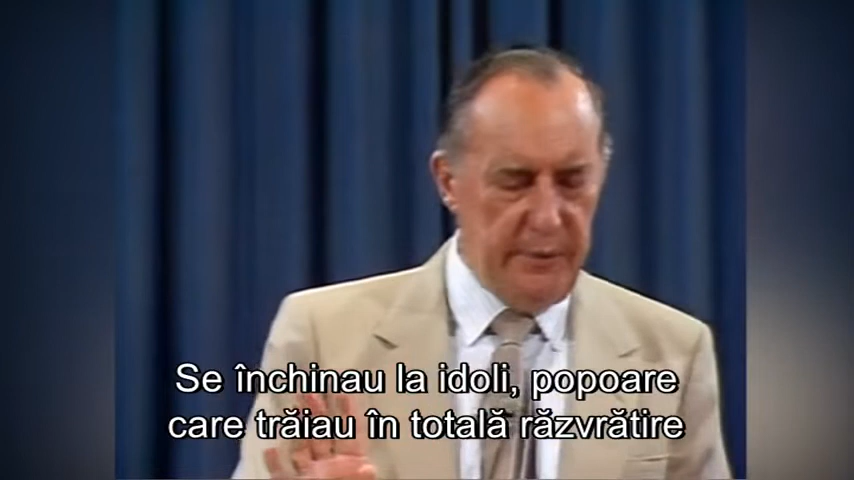 Se închinau la idoli, popoare
care trăiau în totală răzvrătire